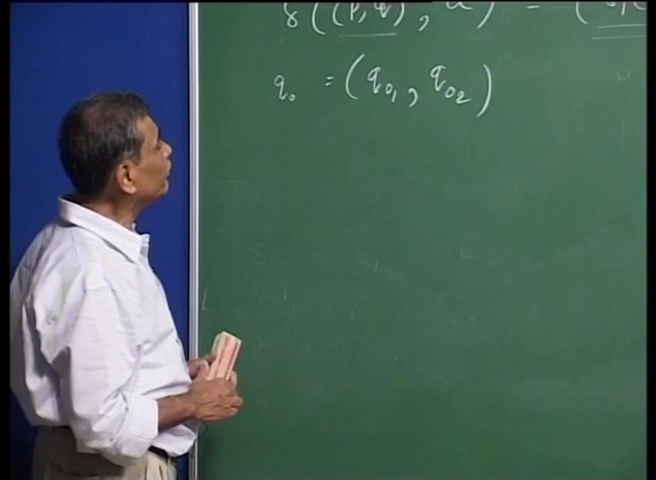 δ((p,q), a) = (
q₀ = (q₀₁, q₀₂)